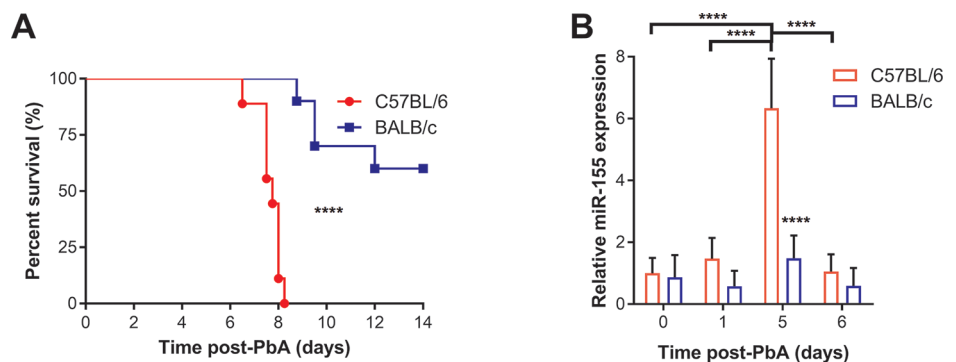 A
Percent survival (%)
100
75
50
25
0
0 2 4 6 8 10 12 14
Time post-PbA (days)
C57BL/6
BALB/c
****
B
Relative miR-155 expression
8
6
4
2
0
0 1 5 6
Time post-PbA (days)
****
**** ****
****
C57BL/6
BALB/c